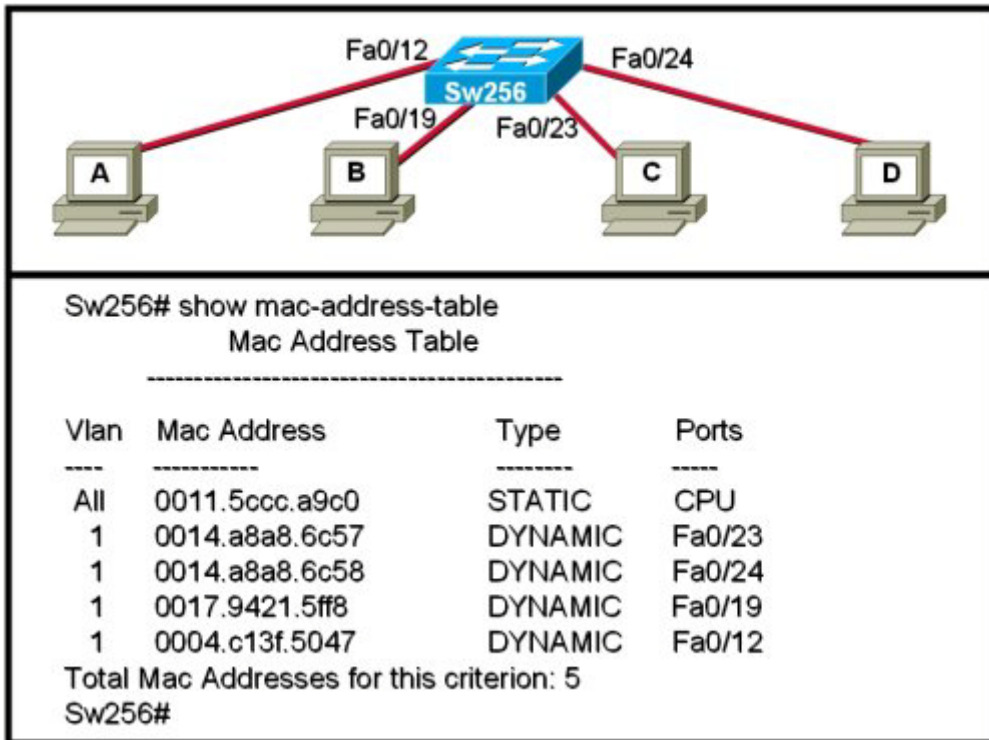 Fa0/12
Fa0/24
Sw256
Fa0/19
Fa0/23
A
B
C
D
Sw256# show mac-address-table
Mac Address Table
---------------------------------------------
Vlan Mac Address Type Ports
---- ----------- -------- -----
All 0011.5ccc.a9c0 STATIC CPU
1 0014.a8a8.6c57 DYNAMIC Fa0/23
1 0014.a8a8.6c58 DYNAMIC Fa0/24
1 0017.9421.5ff8 DYNAMIC Fa0/19
1 0004.c13f.5047 DYNAMIC Fa0/12
Total Mac Addresses for this criterion: 5
Sw256#